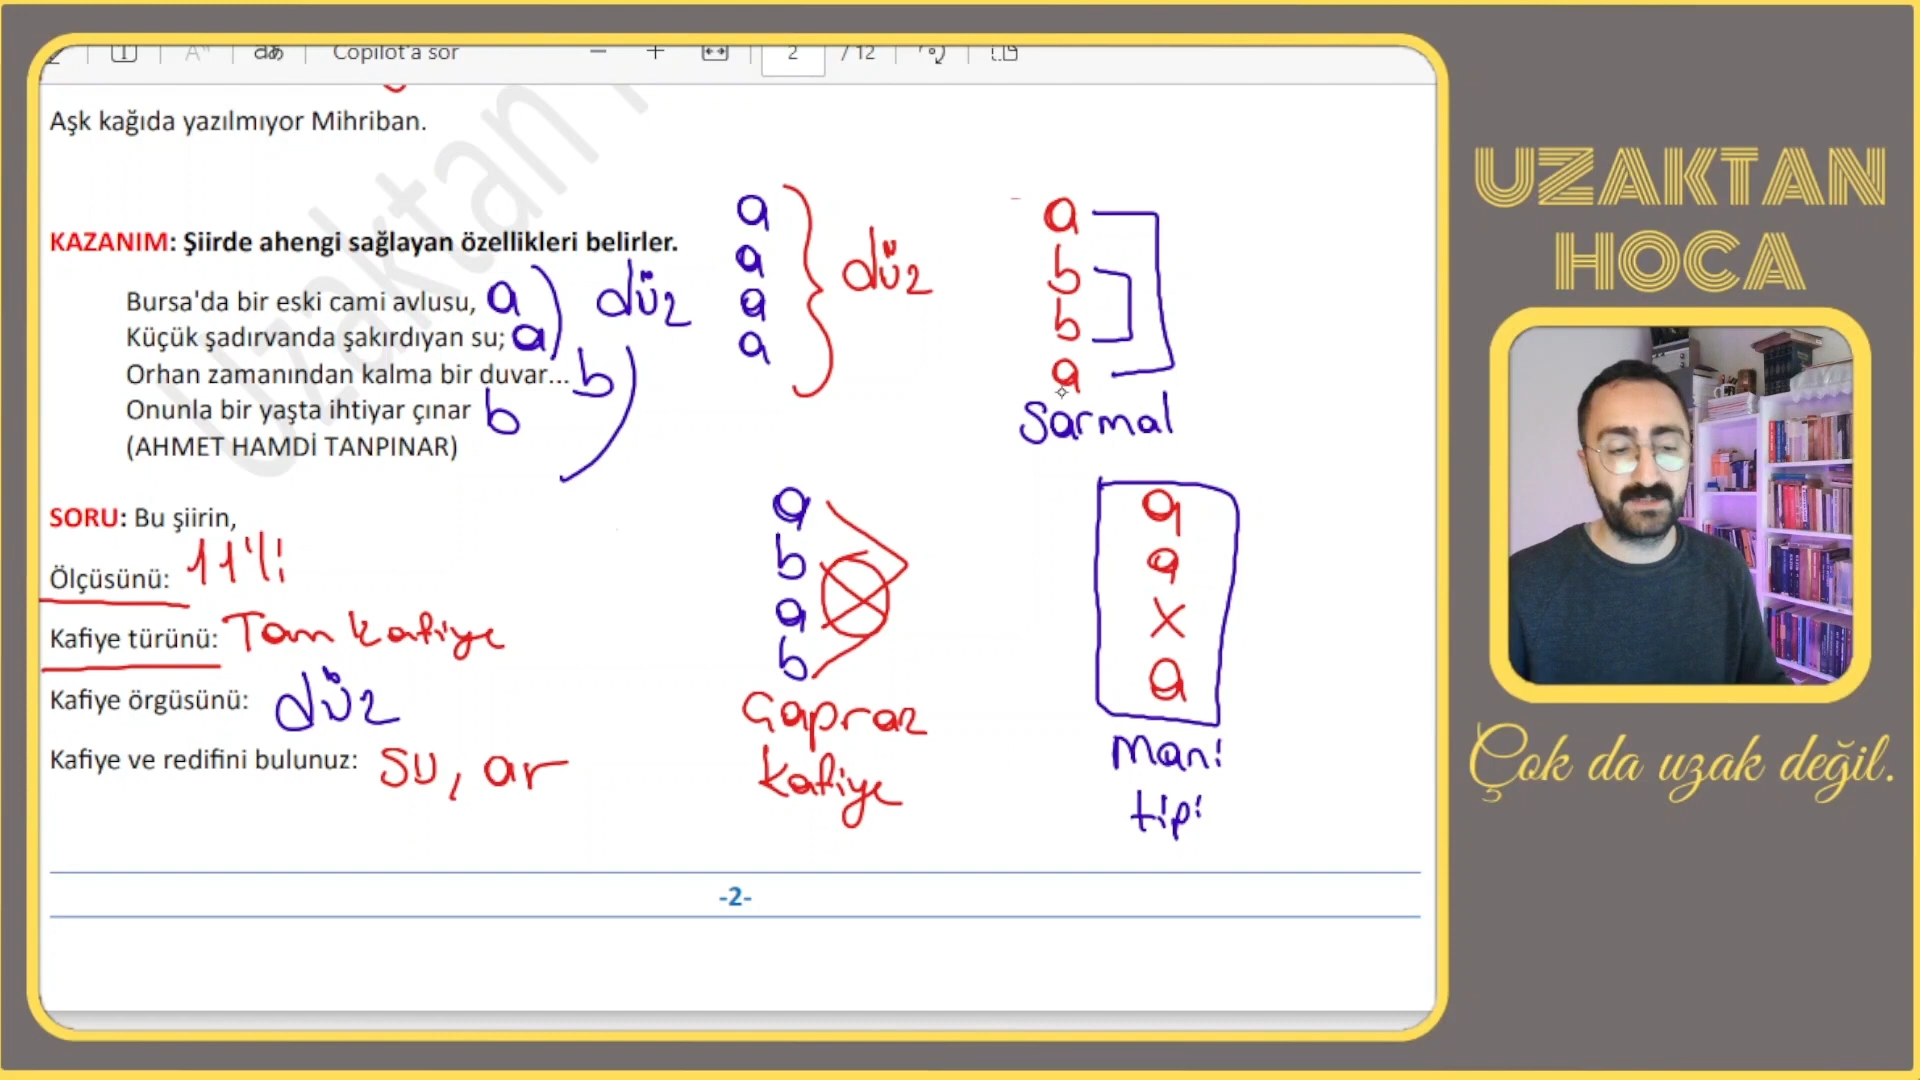 Copilot'a sor
2 / 12
Aşk kağıda yazılmıyor Mihriban.
KAZANIM: Şiirde ahengi sağlayan özellikleri belirler.
Bursa'da bir eski cami avlusu, a
Küçük şadırvanda şakırdıyan su; a
düz
Orhan zamanından kalma bir duvar... b
Onunla bir yaşta ihtiyar çınar b
(AHMET HAMDİ TANPINAR)
SORU: Bu şiirin,
Ölçüsünü: 11'li
Kafiye türünü: Tam kafiye
Kafiye örgüsünü: düz
Kafiye ve redifini bulunuz: su, ar
a
a
a
a
düz
a
b
b
a
Sarmal
a
b
a
b
Çapraz
kafiye
a
a
x
a
Mani
tipi
-2-
Uzaktan
UZAKTAN
HOCA
Çok da uzak değil.